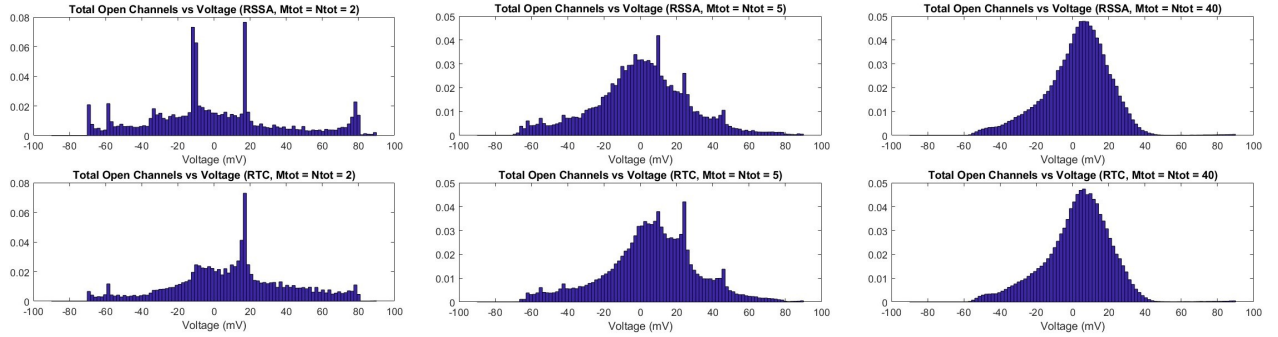 Total Open Channels vs Voltage (RSSA, Mtot = Ntot = 2)
0.08
0.06
0.04
0.02
0
-100 -80 -60 -40 -20 0 20 40 60 80 100
Voltage (mV)
Total Open Channels vs Voltage (RSSA, Mtot = Ntot = 5)
0.05
0.04
0.03
0.02
0.01
0
-100 -80 -60 -40 -20 0 20 40 60 80 100
Voltage (mV)
Total Open Channels vs Voltage (RSSA, Mtot = Ntot = 40)
0.05
0.04
0.03
0.02
0.01
0
-100 -80 -60 -40 -20 0 20 40 60 80 100
Voltage (mV)
Total Open Channels vs Voltage (RTC, Mtot = Ntot = 2)
0.08
0.06
0.04
0.02
0
-100 -80 -60 -40 -20 0 20 40 60 80 100
Voltage (mV)
Total Open Channels vs Voltage (RTC, Mtot = Ntot = 5)
0.05
0.04
0.03
0.02
0.01
0
-100 -80 -60 -40 -20 0 20 40 60 80 100
Voltage (mV)
Total Open Channels vs Voltage (RTC, Mtot = Ntot = 40)
0.05
0.04
0.03
0.02
0.01
0
-100 -80 -60 -40 -20 0 20 40 60 80 100
Voltage (mV)